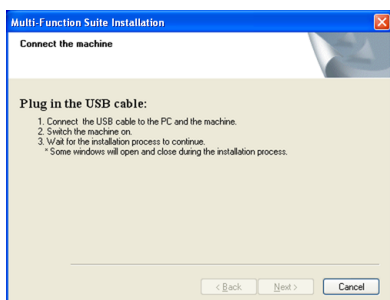 Multi-Function Suite Installation
Connect the machine
Plug in the USB cable:
1. Connect the USB cable to the PC and the machine.
2. Switch the machine on.
3. Wait for the installation process to continue.
* Some windows will open and close during the installation process.
< Back Next > Cancel